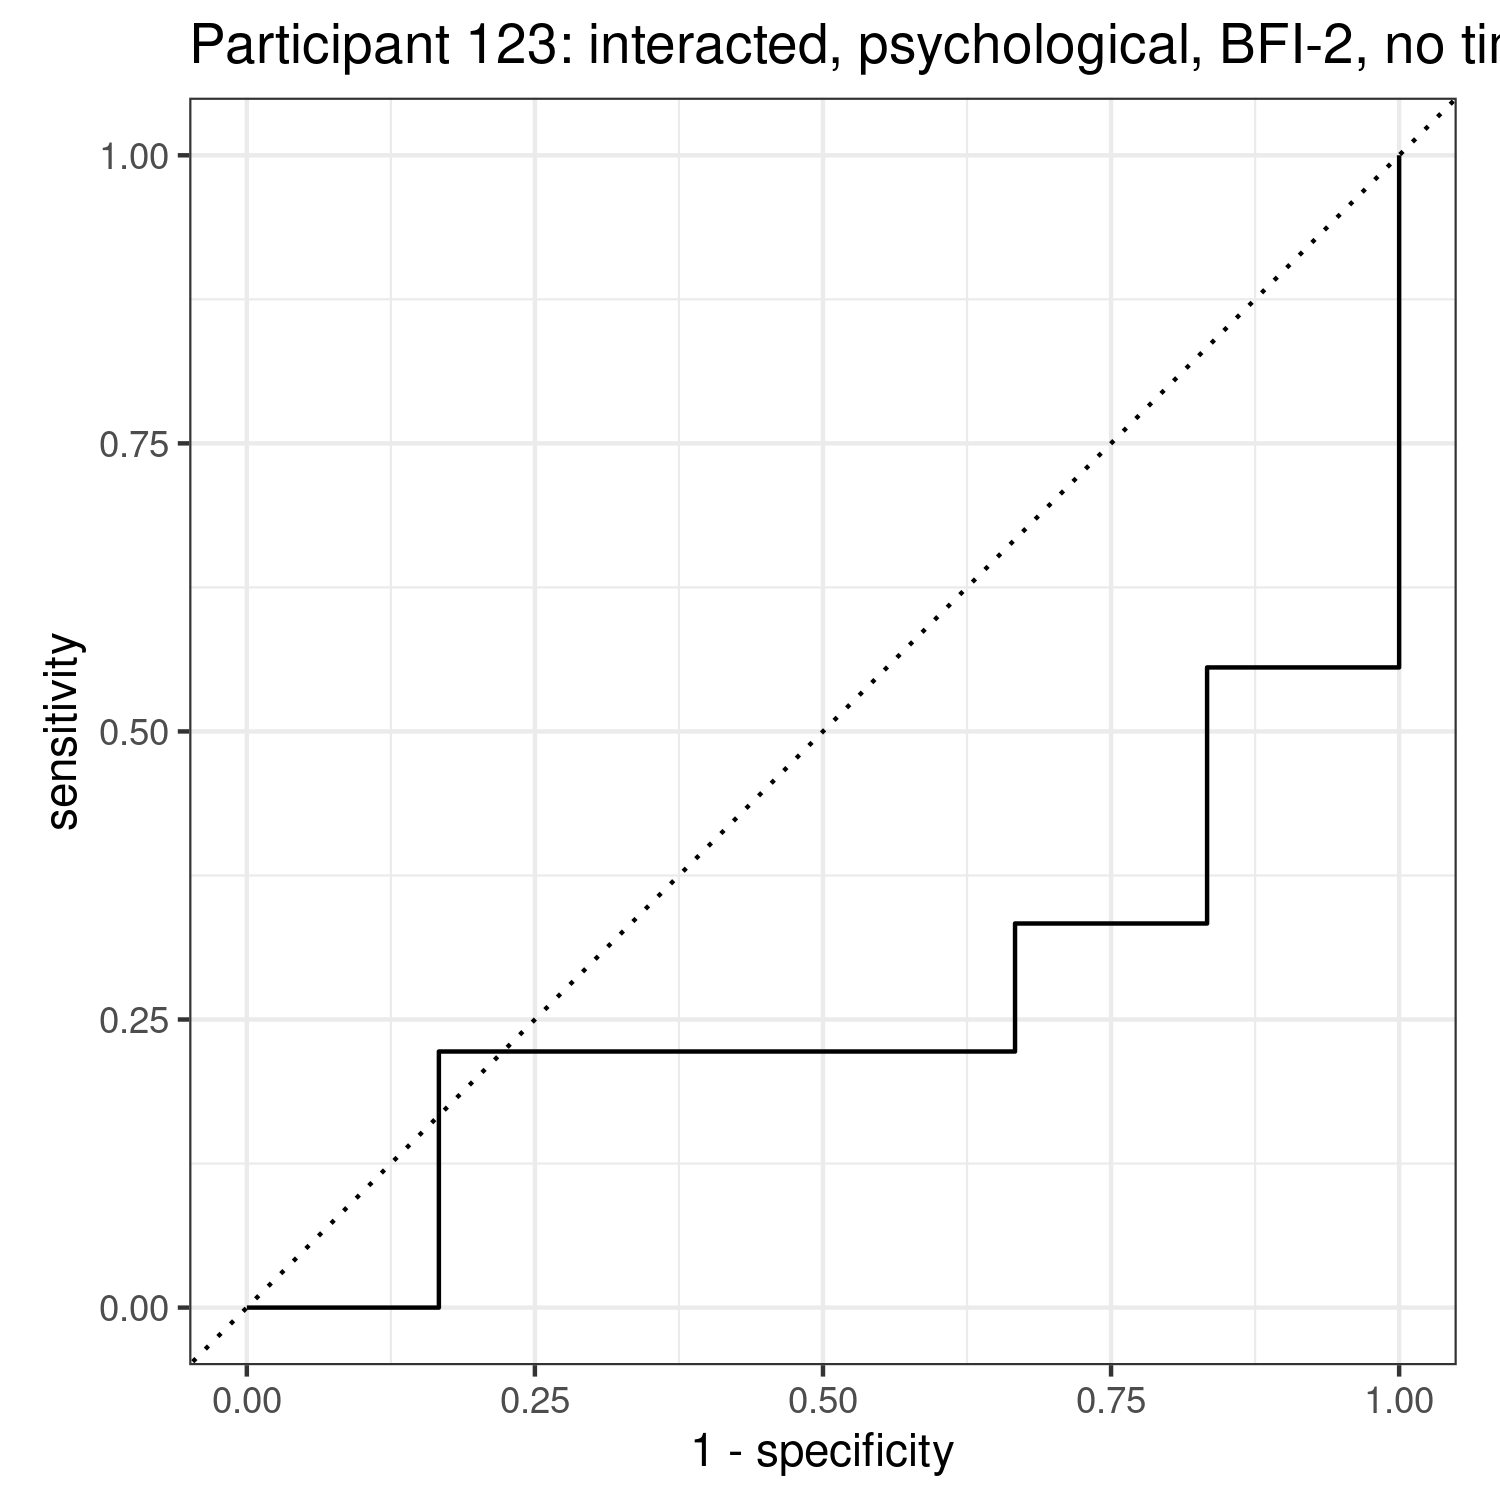 Participant 123: interacted, psychological, BFI-2, no
1.00
0.75
0.50
0.25
0.00
sensitivity
0.00 0.25 0.50 0.75 1.00
1 - specificity